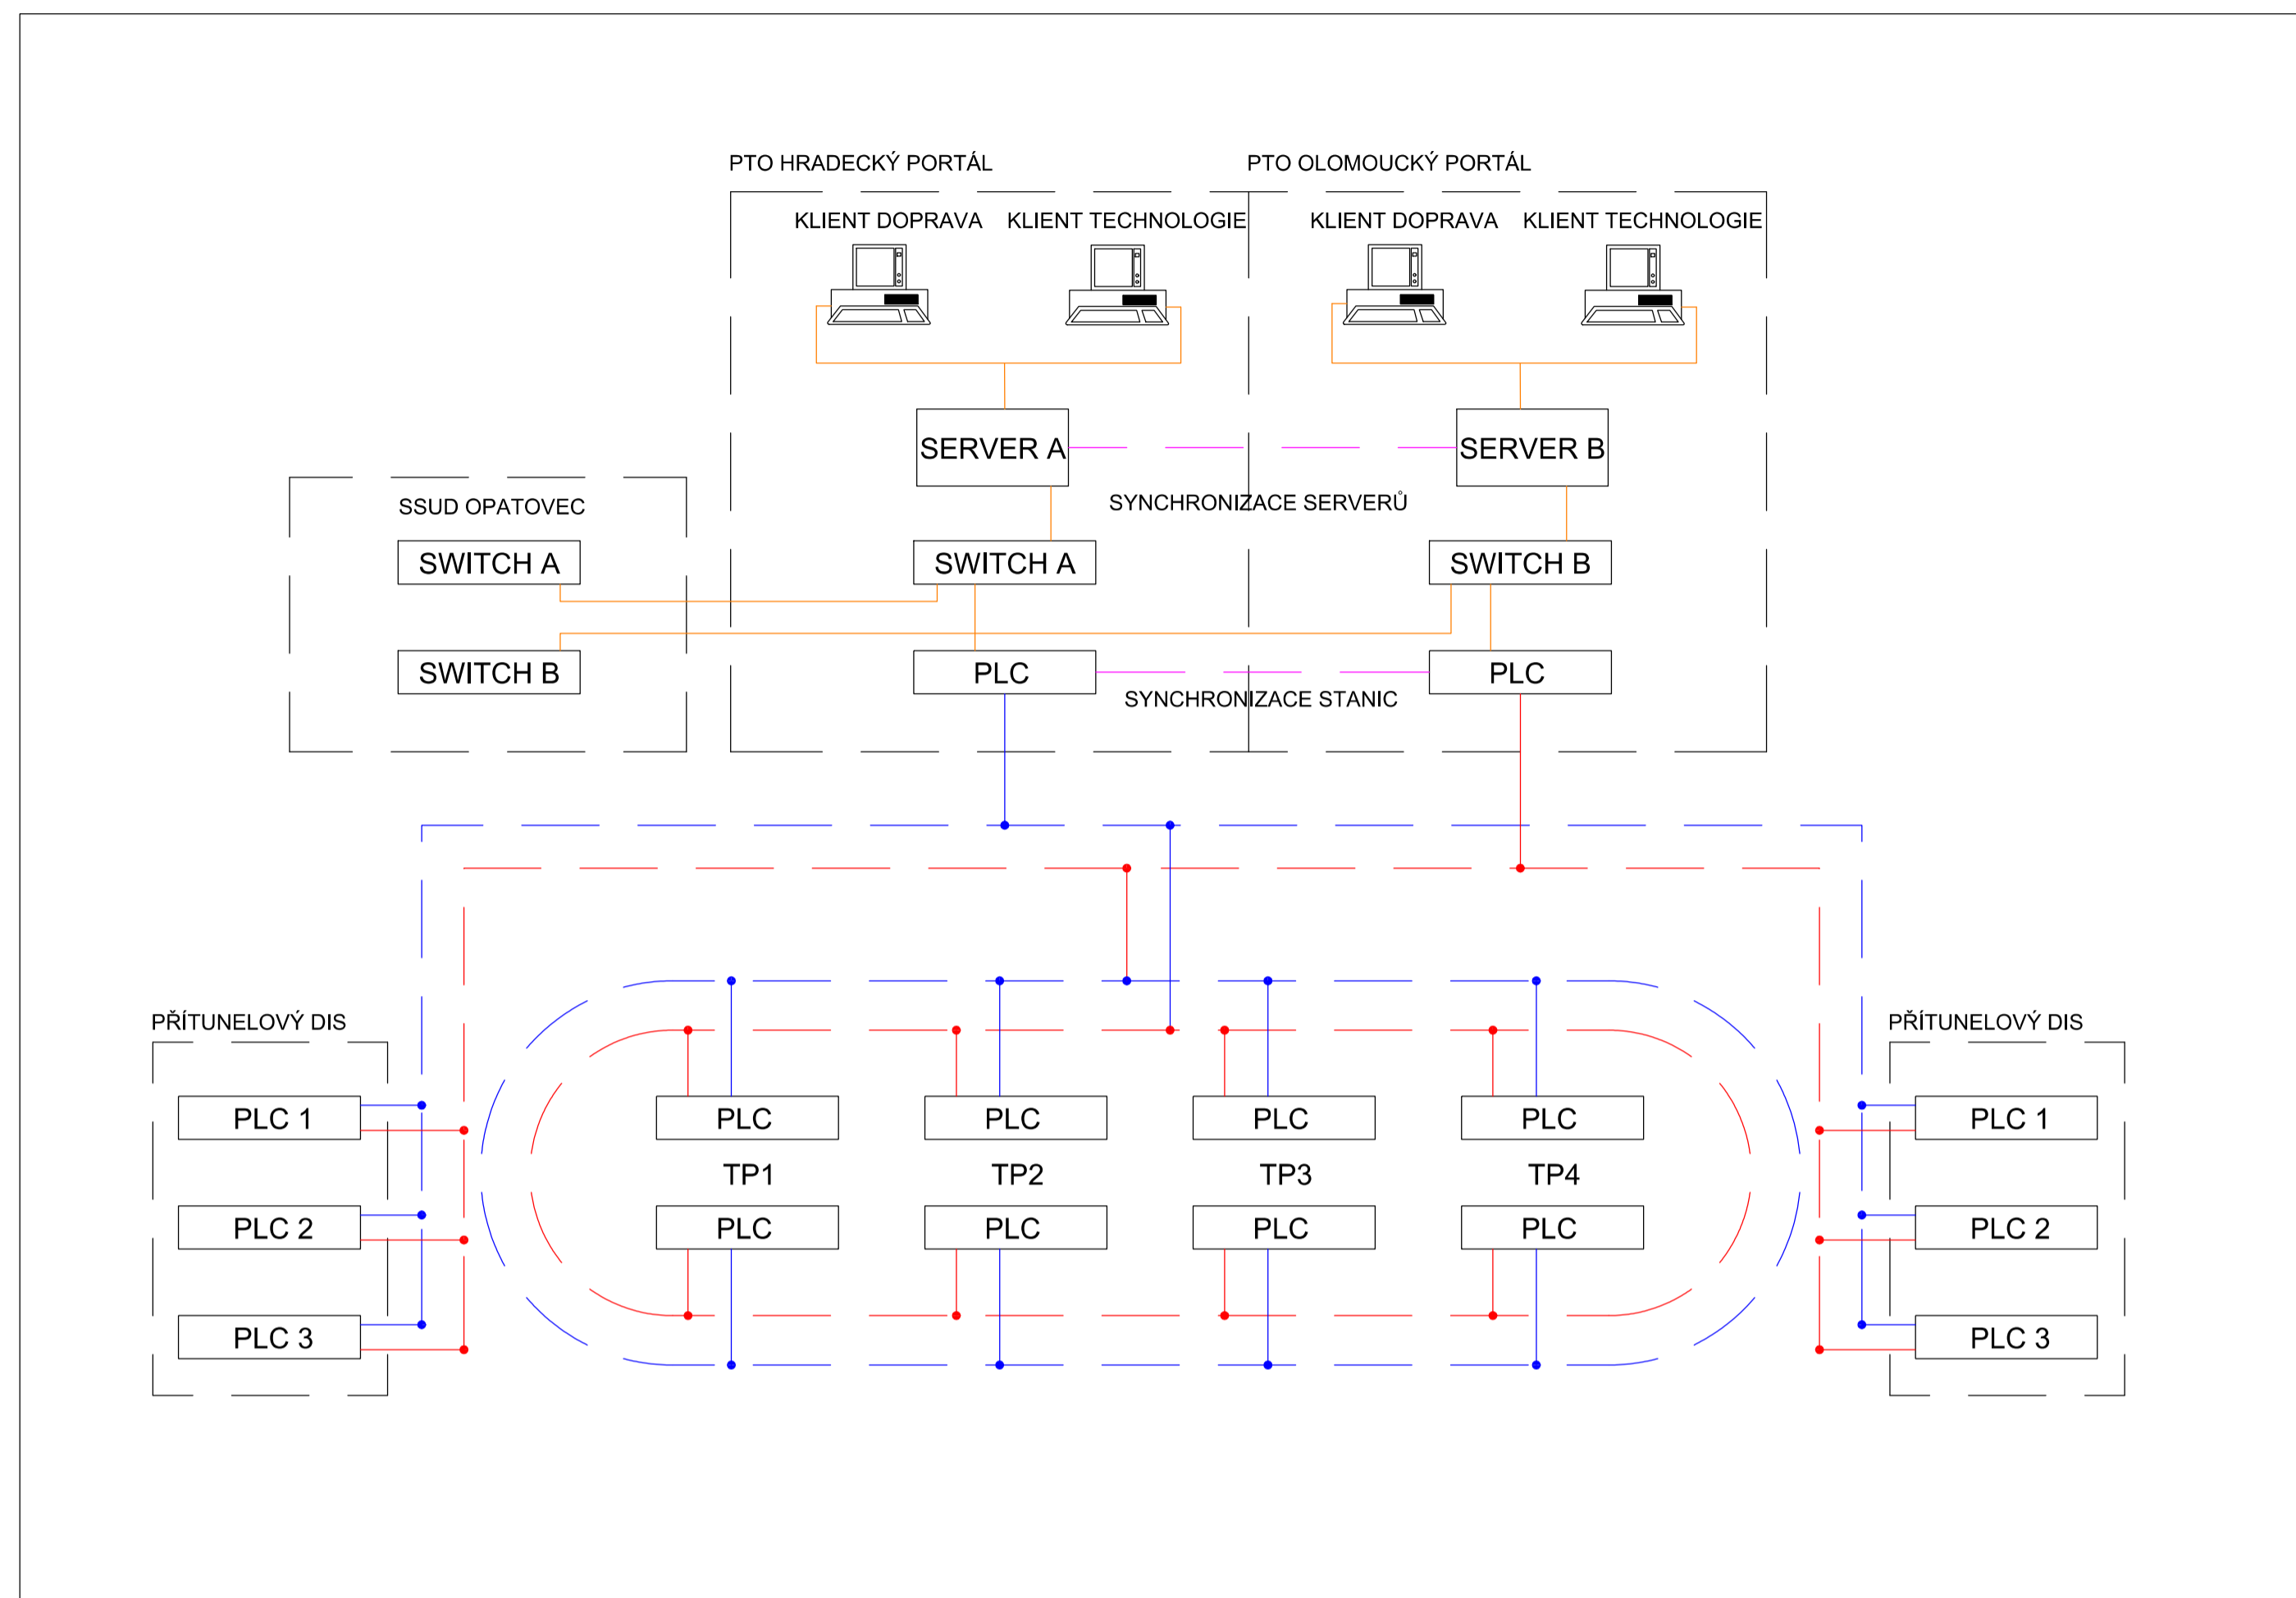 PTO HRADECKÝ PORTÁL
PTO OLOMOUCKÝ PORTÁL
KLIENT DOPRAVA
KLIENT TECHNOLOGIE
KLIENT DOPRAVA
KLIENT TECHNOLOGIE
SERVER A
SERVER B
SYNCHRONIZACE SERVERŮ
SSUD OPATOVEC
SWITCH A
SWITCH A
SWITCH B
SWITCH B
PLC
PLC
SYNCHRONIZACE STANIC
PŘÍTUNELOVÝ DIS
PŘÍTUNELOVÝ DIS
PLC 1
PLC
PLC
PLC
PLC
PLC 1
TP1
TP2
TP3
TP4
PLC 2
PLC
PLC
PLC
PLC
PLC 2
PLC 3
PLC 3